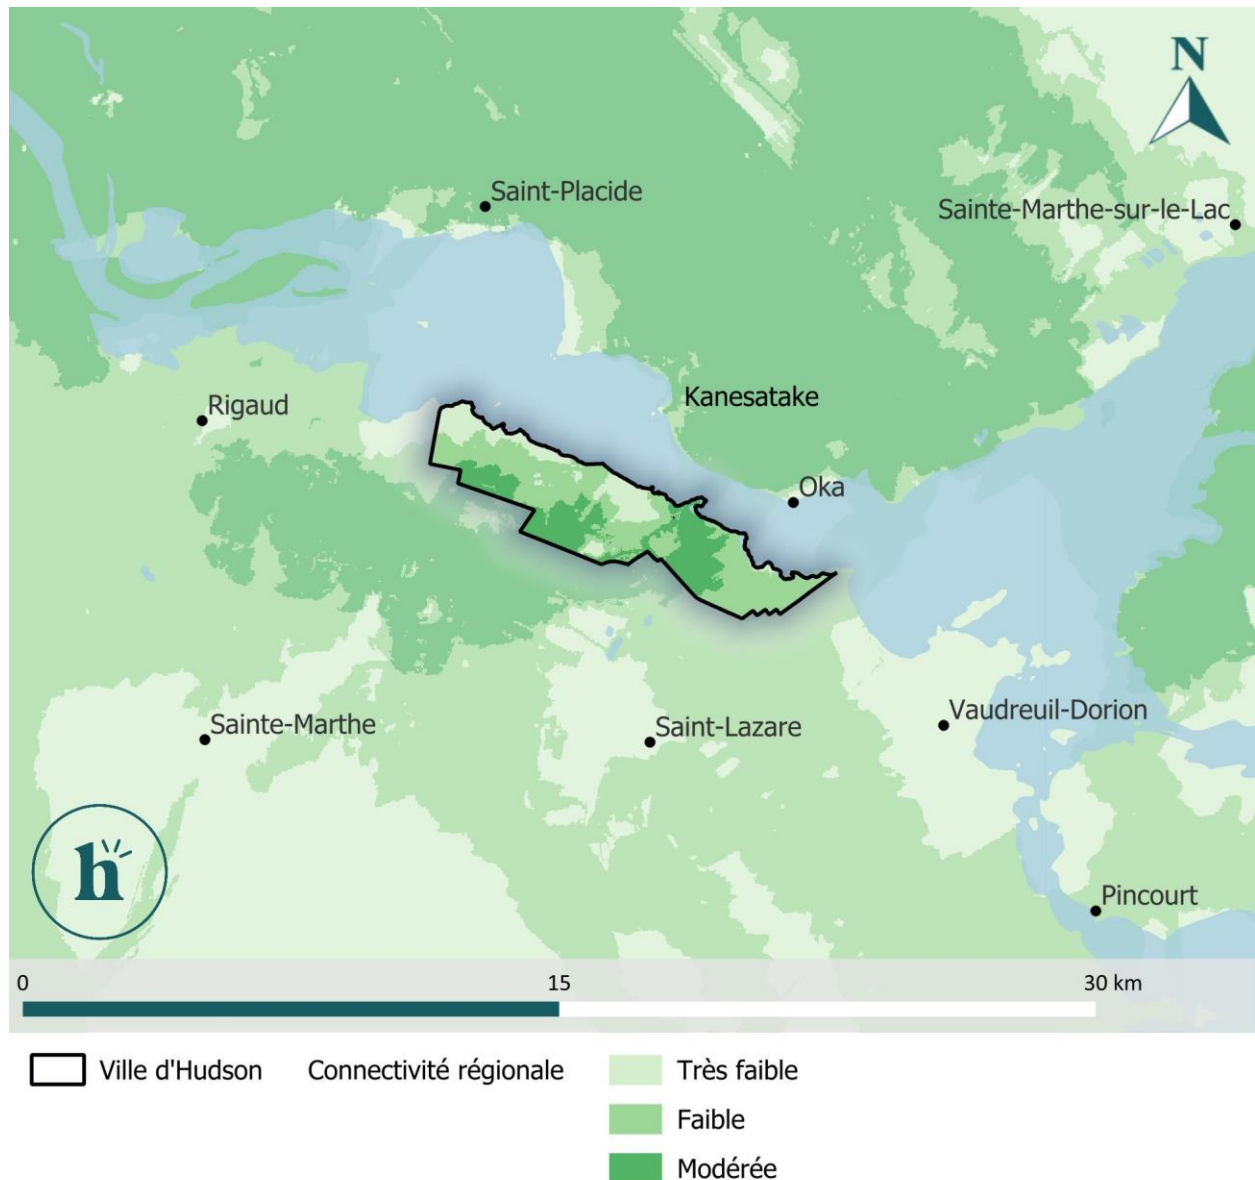 N
Saint-Placide
Sainte-Marthe-sur-le-Lac
Kanesatake
Rigaud
Oka
Sainte-Marthe
Saint-Lazare
Vaudreuil-Dorion
h
Pincourt
0 15 30 km
Ville d'Hudson Connectivité régionale Très faible
Faible
Modérée